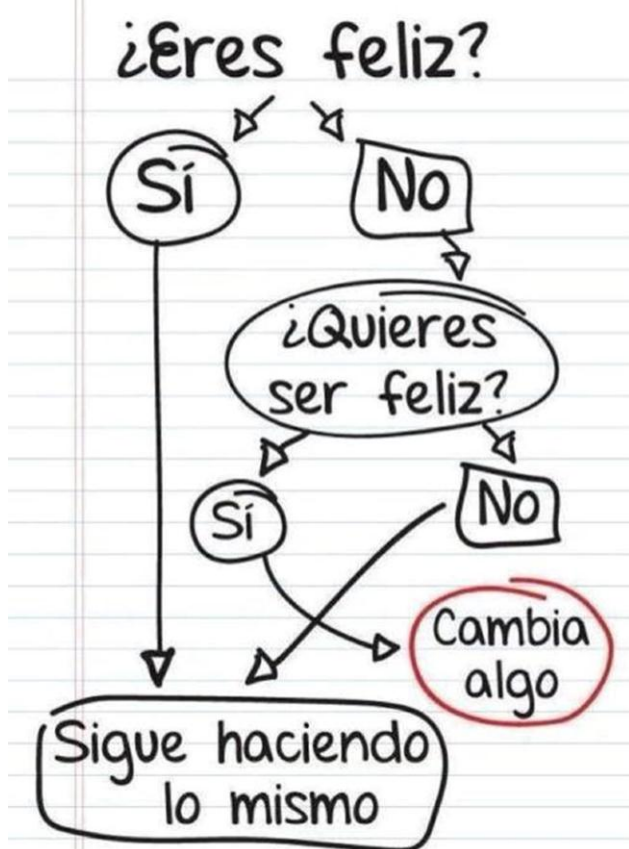 ¿Eres feliz?
Sí
No
¿Quieres
ser feliz?
Sí
No
Cambia
algo
Sigue haciendo
lo mismo